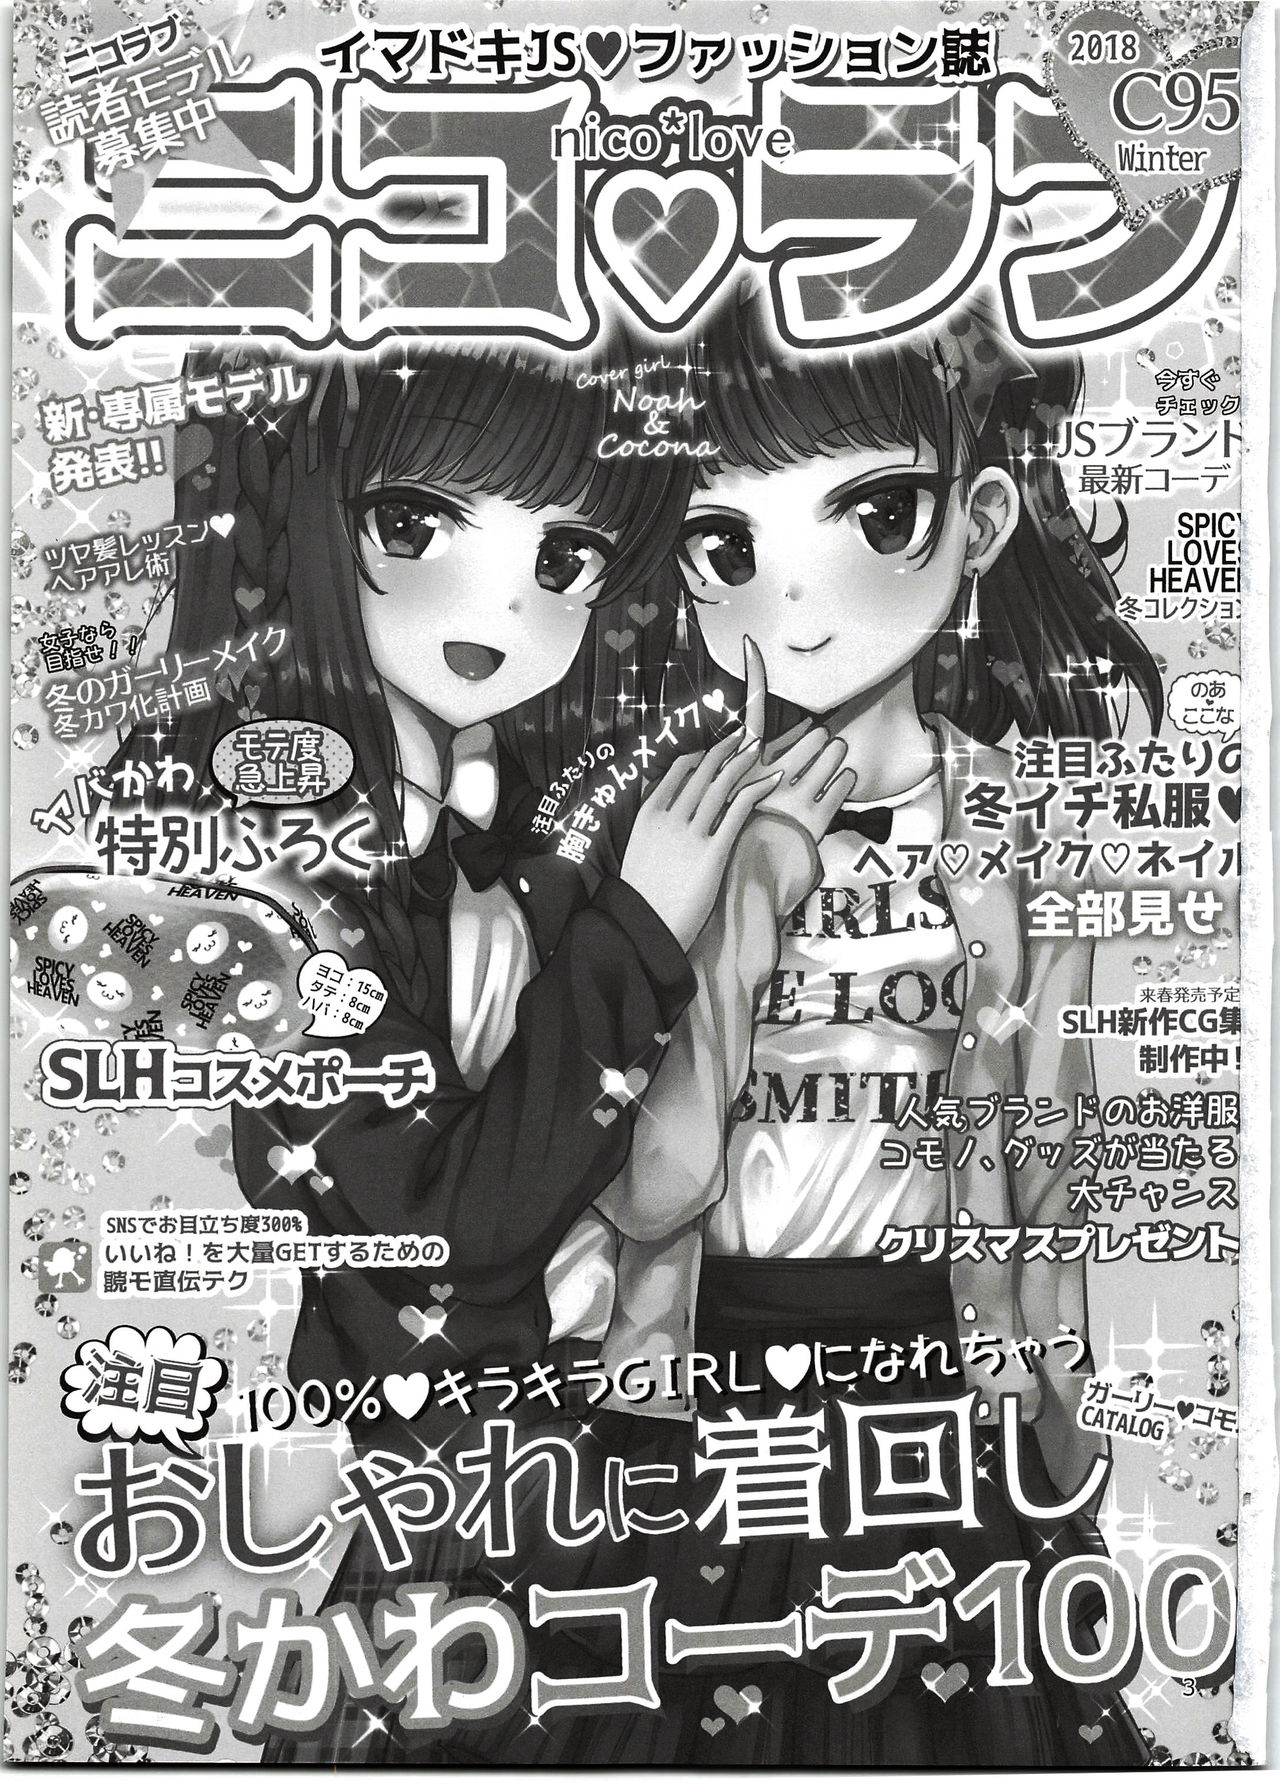 ニコラブ
読者モデル
募集中
イマドキJS♥ファッション誌
2018
C95
Winter
ニコ♡ラブ
nico*love
Cover girl
Noah
&
Cocona
新・専属モデル
発表!!
ツヤ髪レッスン♥
ヘアアレ術
女子なら
目指せ！！
冬のガーリーメイク
冬カワ化計画
モテ度
急上昇
ヤバかわ
特別ふろく
SPICY
LOVES
HEAVEN
ヨコ：15cm
タテ：8cm
ハバ：8cm
SLHコスメポーチ
注目ふたりの
胸きゅんメイク♥
今すぐ
チェック
JSブランド
最新コーデ
SPICY
LOVES
HEAVEN
冬コレクション
のあ
ここな
注目ふたりの
冬イチ私服♥
ヘア♡メイク♡ネイル
全部見せ
GIRLS
SMITH
来春発売予定
SLH新作CG集
制作中！
人気ブランドのお洋服
コモノ、グッズが当たる
大チャンス
クリスマスプレゼント
SNSでお目立ち度300%
いいね！を大量GETするための
読モ直伝テク
注目
100%♥キラキラGIRL♥になれちゃう
ガーリー♥コモ
CATALOG
おしゃれに着回し
冬かわコーデ100
3